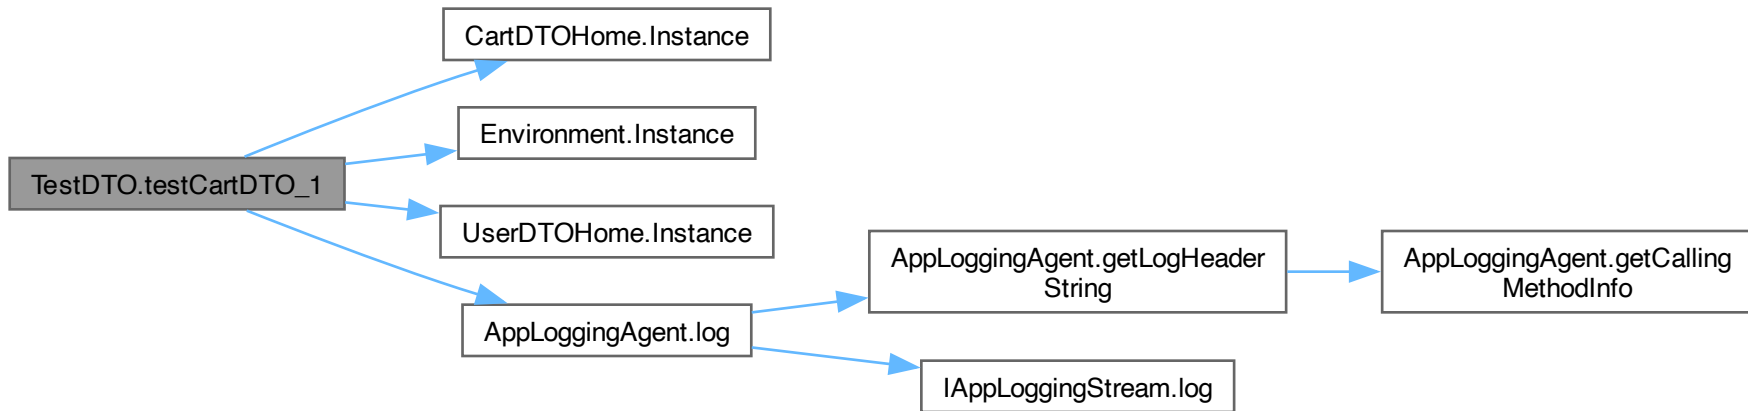 CartDTOHome.Instance
Environment.Instance
TestDTO.testCartDTO_1
UserDTOHome.Instance
AppLoggingAgent.getLogHeader
String
AppLoggingAgent.getCalling
MethodInfo
AppLoggingAgent.log
IAppLoggingStream.log